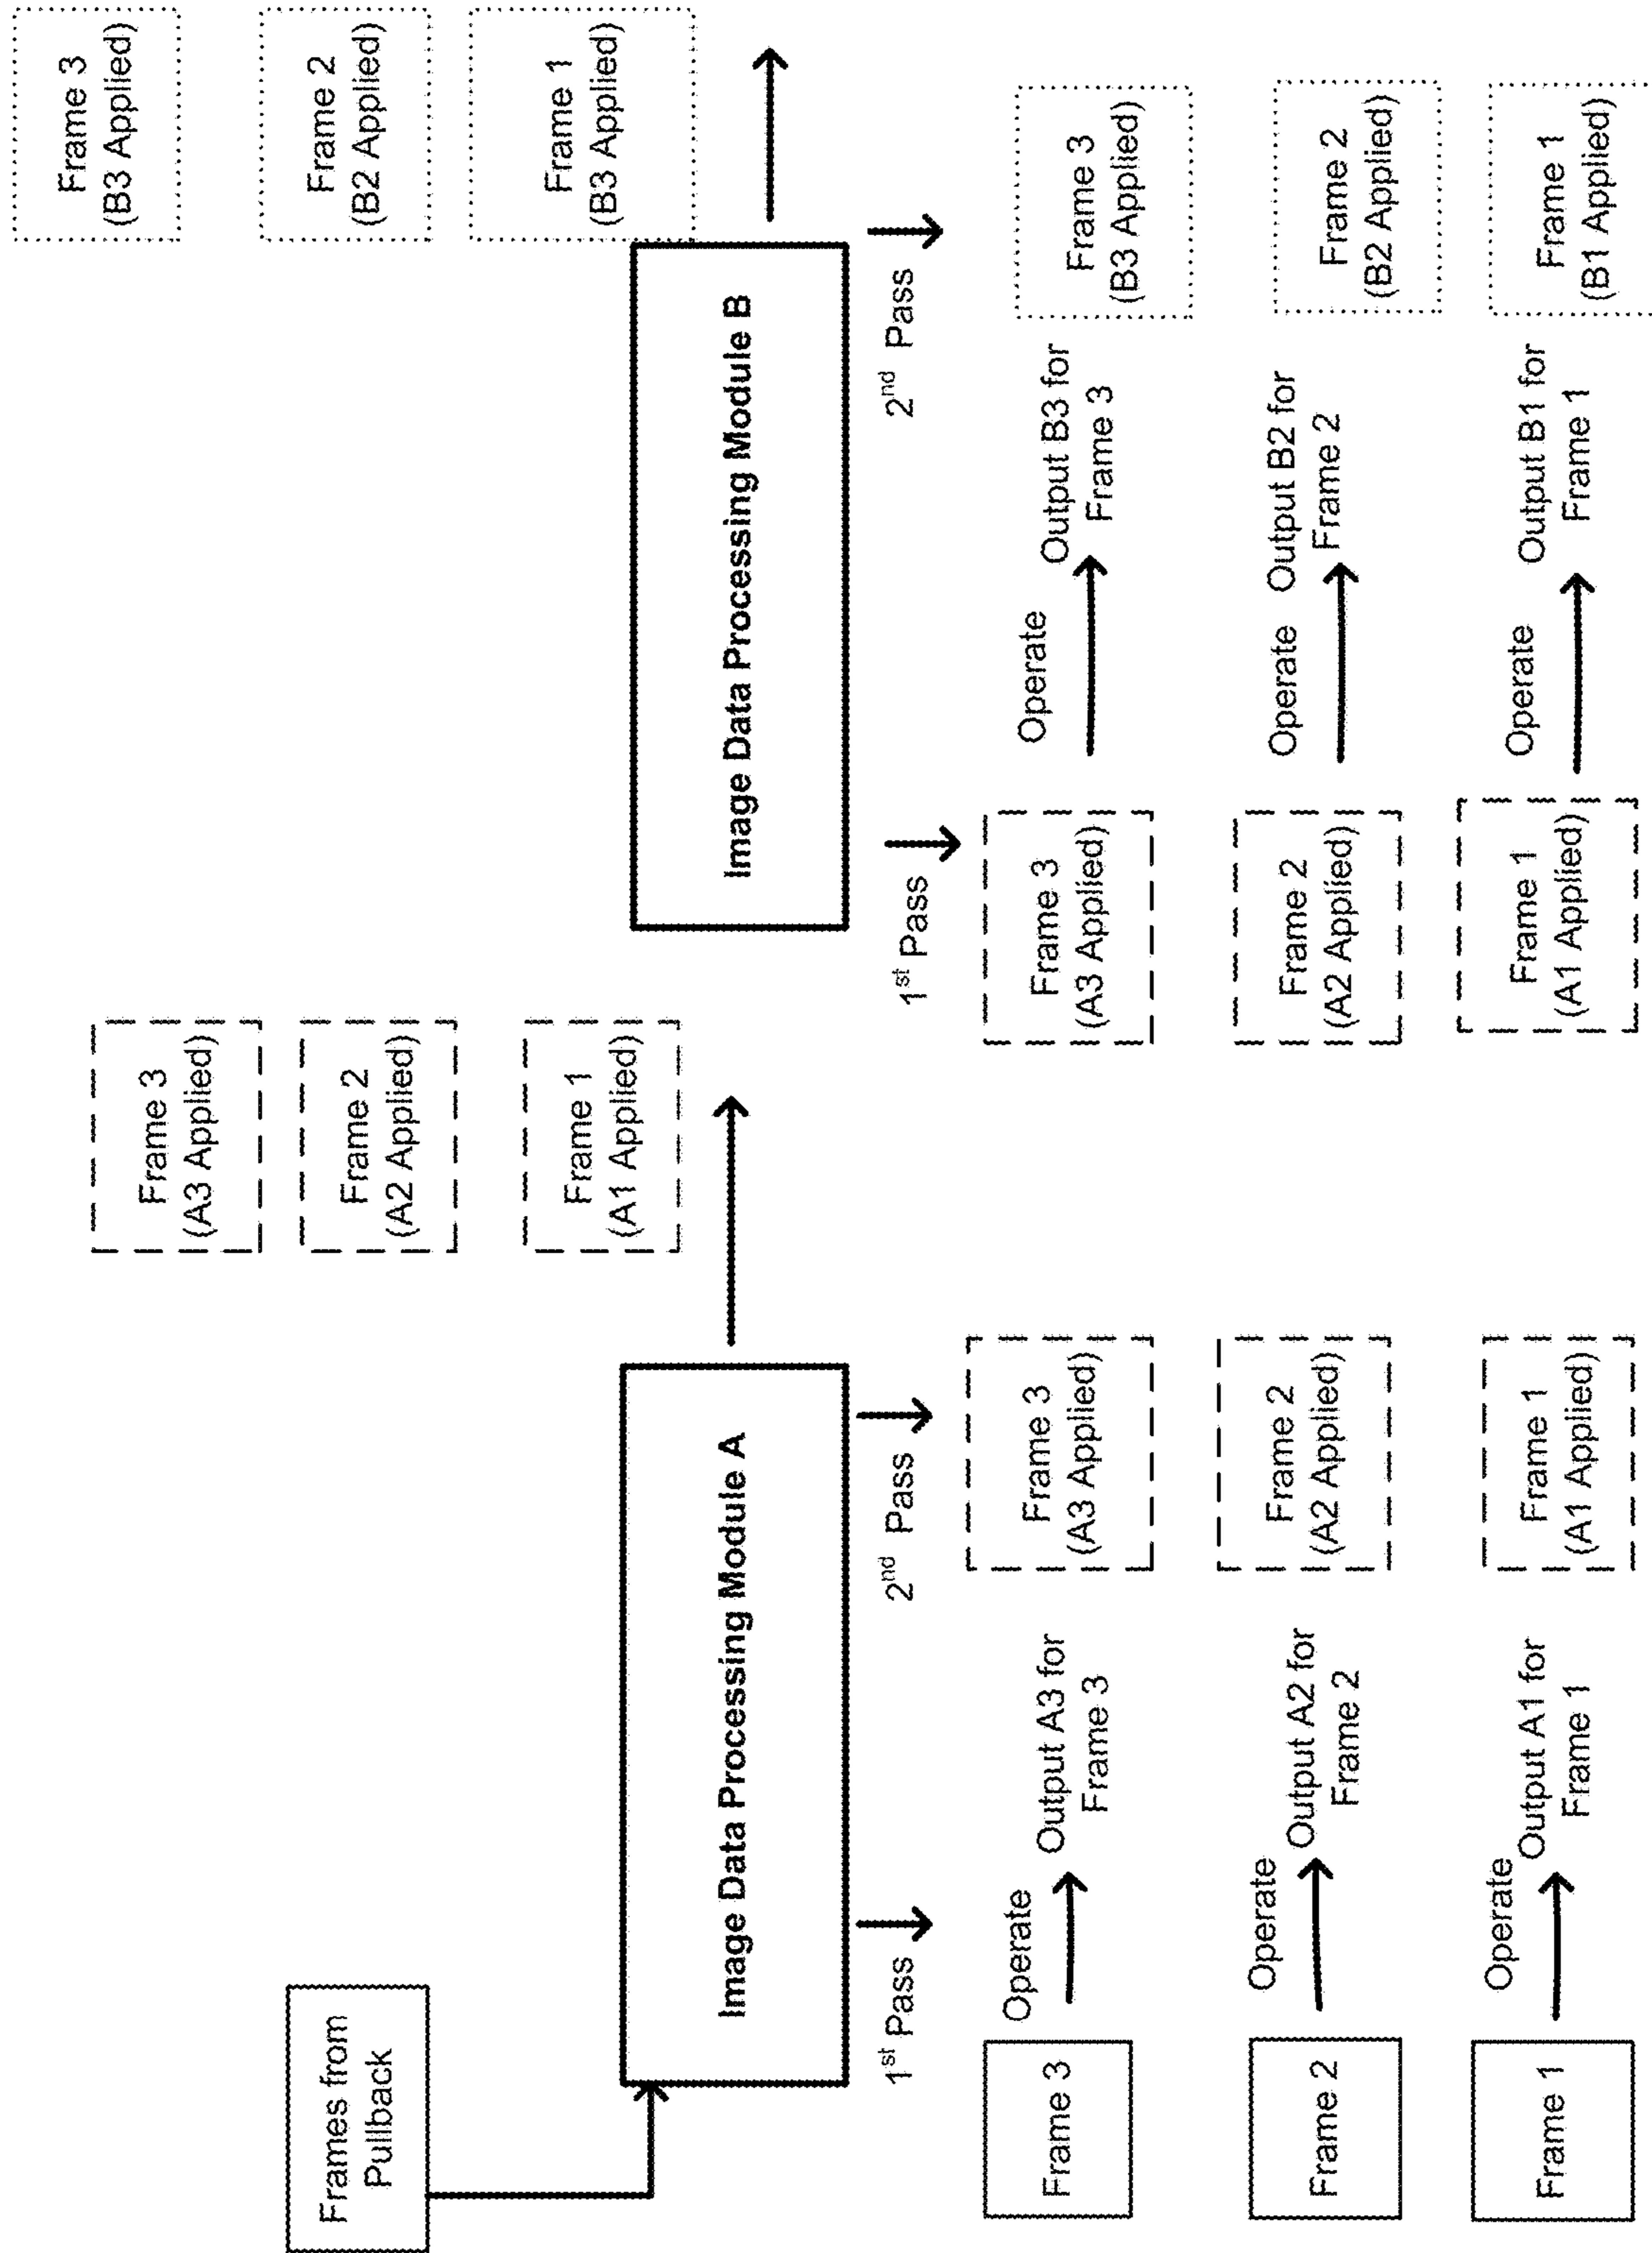 Frames from
Pullback
Image Data Processing Module A
Frame 3
(A3 Applied)
Frame 2
(A2 Applied)
Frame 1
(A1 Applied)
Image Data Processing Module B
Frame 3
(B3 Applied)
Frame 2
(B2 Applied)
Frame 1
(B3 Applied)
1st Pass
2nd Pass
1st Pass
2nd Pass
Frame 3
Operate
Output A3 for
Frame 3
Frame 3
(A3 Applied)
Frame 3
(A3 Applied)
Operate
Output B3 for
Frame 3
Frame 3
(B3 Applied)
Frame 2
Operate
Output A2 for
Frame 2
Frame 2
(A2 Applied)
Frame 2
(A2 Applied)
Operate
Output B2 for
Frame 2
Frame 2
(B2 Applied)
Frame 1
Operate
Output A1 for
Frame 1
Frame 1
(A1 Applied)
Frame 1
(A1 Applied)
Operate
Output B1 for
Frame 1
Frame 1
(B1 Applied)